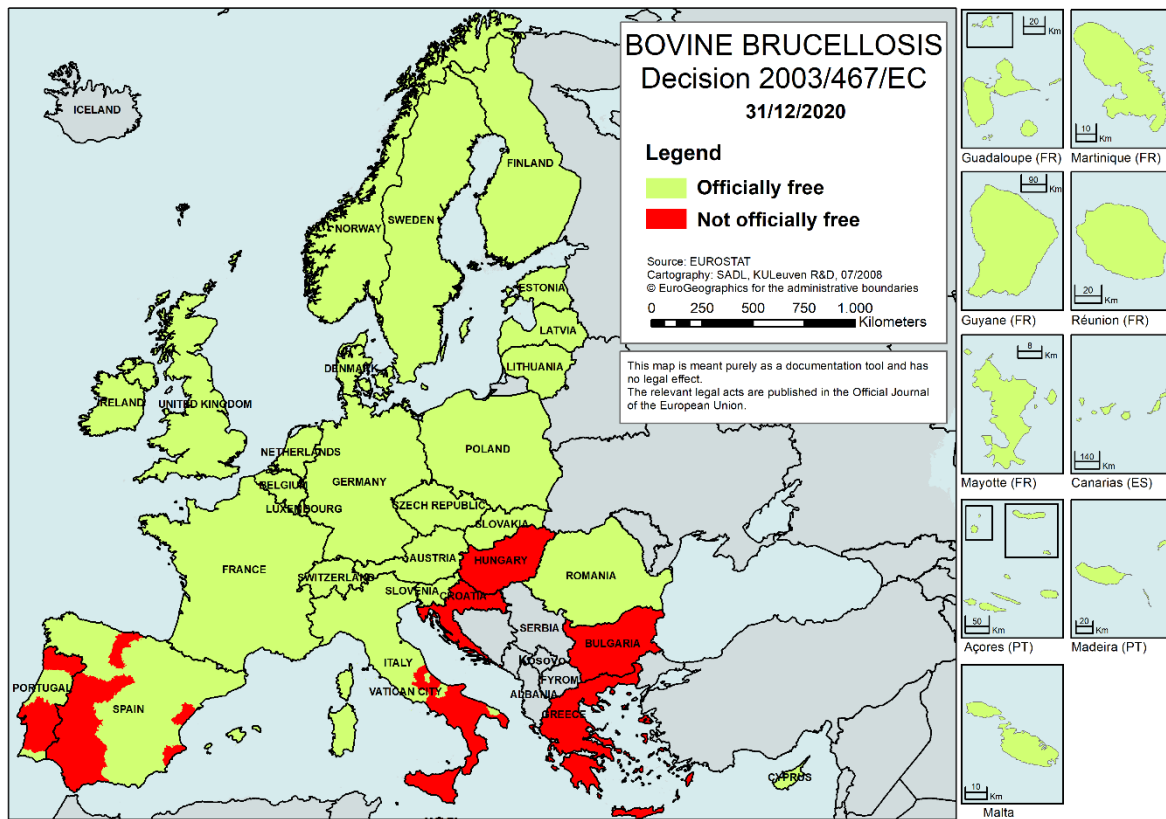 BOVINE BRUCELLOSIS
Decision 2003/467/EC
31/12/2020
Legend
Officially free
Not officially free
Source: EUROSTAT
Cartography: SADL, KULeuven R&D, 07/2008
© EuroGeographics for the administrative boundaries
0 250 500 750 1.000
Kilometers
This map is meant purely as a documentation tool and has
no legal effect.
The relevant legal acts are published in the Official Journal
of the European Union.
ICELAND
FINLAND
NORWAY
SWEDEN
ESTONIA
LATVIA
DENMARK
LITHUANIA
IRELAND
UNITED KINGDOM
NETHERLANDS
POLAND
BELGIUM
GERMANY
LUXEMBOURG
CZECH REPUBLIC
SLOVAKIA
AUSTRIA
HUNGARY
FRANCE
SWITZERLAND
ROMANIA
SLOVENIA
CROATIA
SERBIA
BULGARIA
ITALY
Kosovo
FYROM
PORTUGAL
VATICAN CITY
ALBANIA
SPAIN
GREECE
CYPRUS
20
Km
Guadaloupe (FR)
10
Km
Martinique (FR)
90
Km
Guyane (FR)
20
Km
Réunion (FR)
8
Km
Mayotte (FR)
140
Km
Canarias (ES)
50
Km
Açores (PT)
20
Km
Madeira (PT)
10
Km
Malta